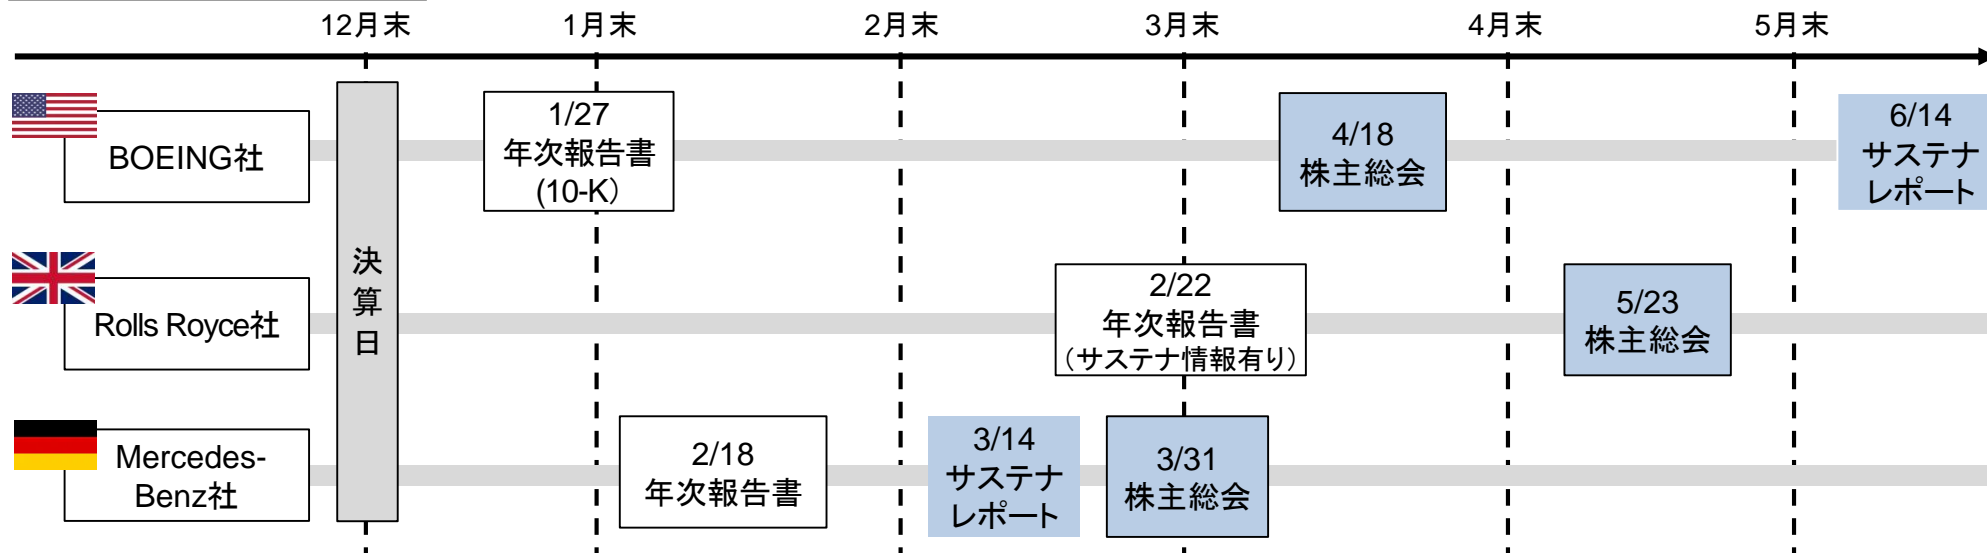 12月末
1月末
2月末
3月末
4月末
5月末
決
算
日
BOEING社
1/27
年次報告書
(10-K)
4/18
株主総会
6/14
サステナ
レポート
Rolls Royce社
2/22
年次報告書
(サステナ情報有り)
5/23
株主総会
Mercedes-
Benz社
2/18
年次報告書
3/14
サステナ
レポート
3/31
株主総会